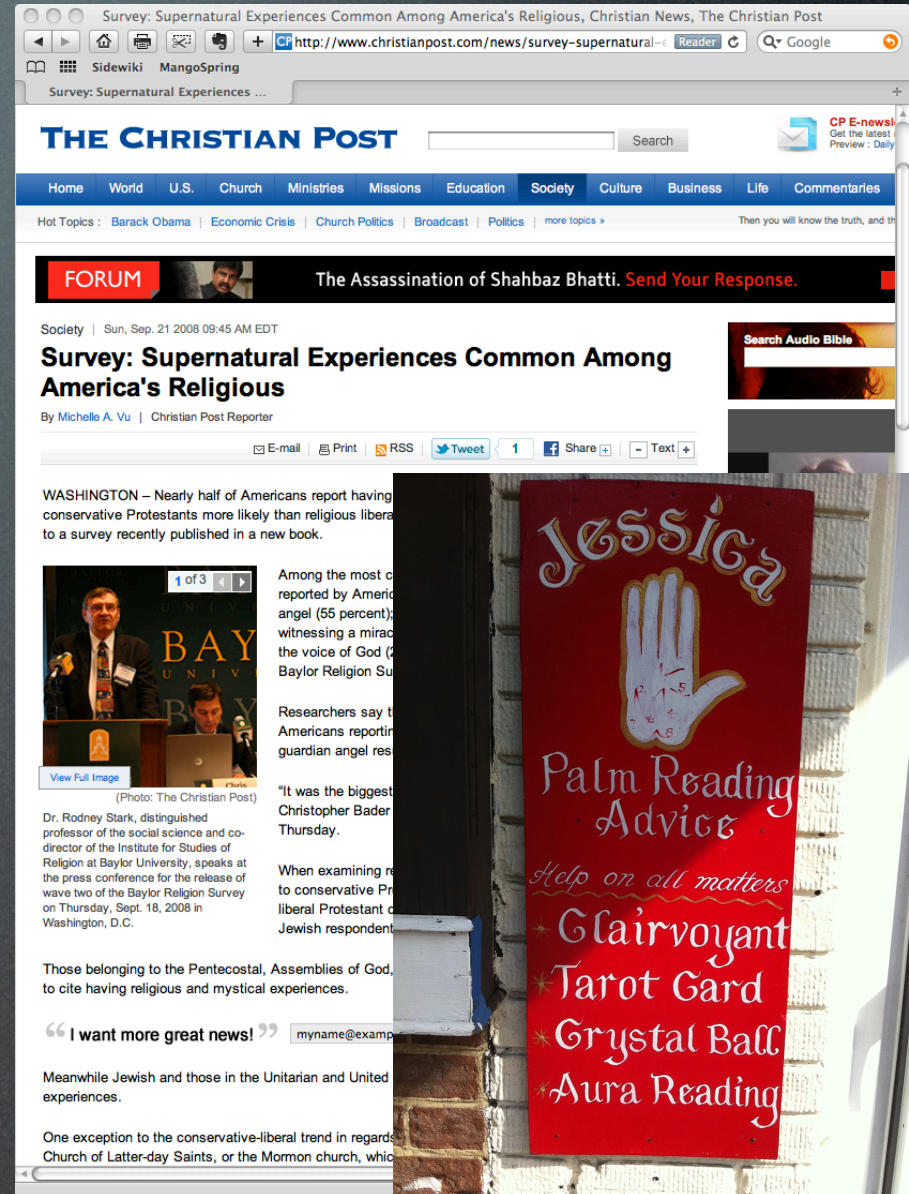 Survey: Supernatural Experiences Common Among America's Religious, Christian News, The Christian Post
CP http://www.christianpost.com/news/survey-supernatural-e Reader Google
Sidewiki MangoSpring
Survey: Supernatural Experiences ...
THE CHRISTIAN POST
Search
CP E-newsl
Get the latest
Preview : Daily
Home World U.S. Church Ministries Missions Education Society Culture Business Life Commentaries
Hot Topics : Barack Obama | Economic Crisis | Church Politics | Broadcast | Politics | more topics »
Then you will know the truth, and th
FORUM The Assassination of Shahbaz Bhatti. Send Your Response.
Society | Sun, Sep. 21 2008 09:45 AM EDT
Survey: Supernatural Experiences Common Among
America's Religious
By Michelle A. Vu | Christian Post Reporter
E-mail | Print | RSS | Tweet 1 Share + | - Text +
Search Audio Bible
WASHINGTON – Nearly half of Americans report having
conservative Protestants more likely than religious libera
to a survey recently published in a new book.
1 of 3
BAY
UNIV
View Full Image
(Photo: The Christian Post)
Dr. Rodney Stark, distinguished
professor of the social science and co-
director of the Institute for Studies of
Religion at Baylor University, speaks at
the press conference for the release of
wave two of the Baylor Religion Survey
on Thursday, Sept. 18, 2008 in
Washington, D.C.
Among the most c
reported by Americ
angel (55 percent);
witnessing a mirac
the voice of God (2
Baylor Religion Su
Researchers say t
Americans reportin
guardian angel res
"It was the biggest
Christopher Bader
Thursday.
When examining re
to conservative Pr
liberal Protestant c
Jewish respondent
Those belonging to the Pentecostal, Assemblies of God,
to cite having religious and mystical experiences.
“ I want more great news! ” myname@examp
Meanwhile Jewish and those in the Unitarian and United
experiences.
One exception to the conservative-liberal trend in regards
Church of Latter-day Saints, or the Mormon church, whic
Jessica
Palm Reading
Advice
Help on all matters
Clairvoyant
Tarot Card
Crystal Ball
Aura Reading